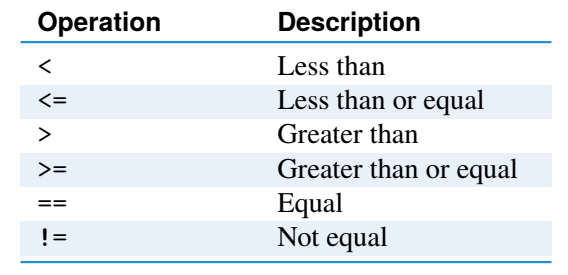 Operation Description
< Less than
<= Less than or equal
> Greater than
>= Greater than or equal
== Equal
!= Not equal